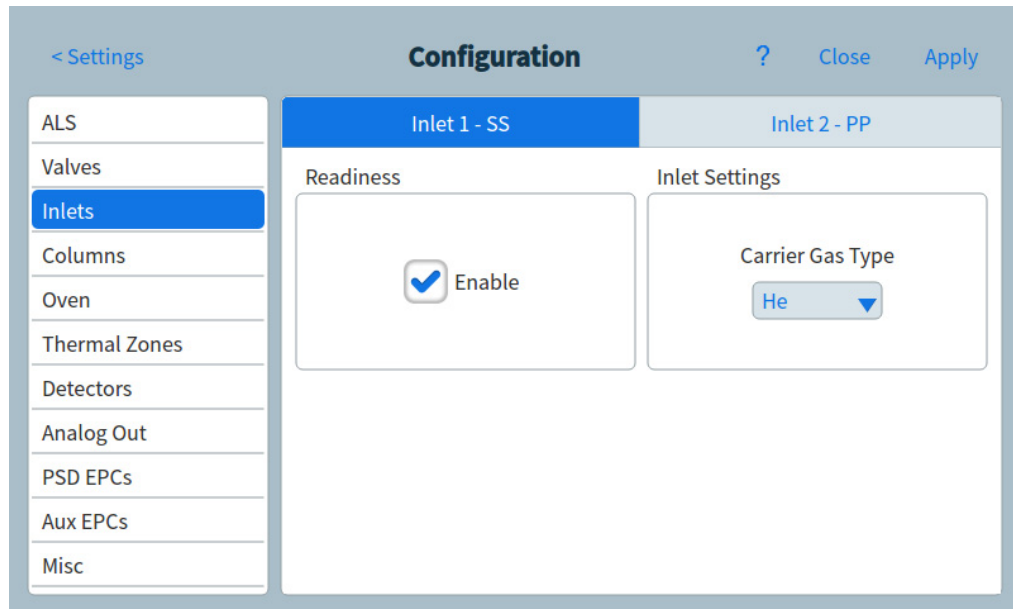 < Settings
Configuration
?
Close
Apply
ALS
Valves
Inlets
Columns
Oven
Thermal Zones
Detectors
Analog Out
PSD EPCs
Aux EPCs
Misc
Inlet 1 - SS
Inlet 2 - PP
Readiness
Enable
Inlet Settings
Carrier Gas Type
He